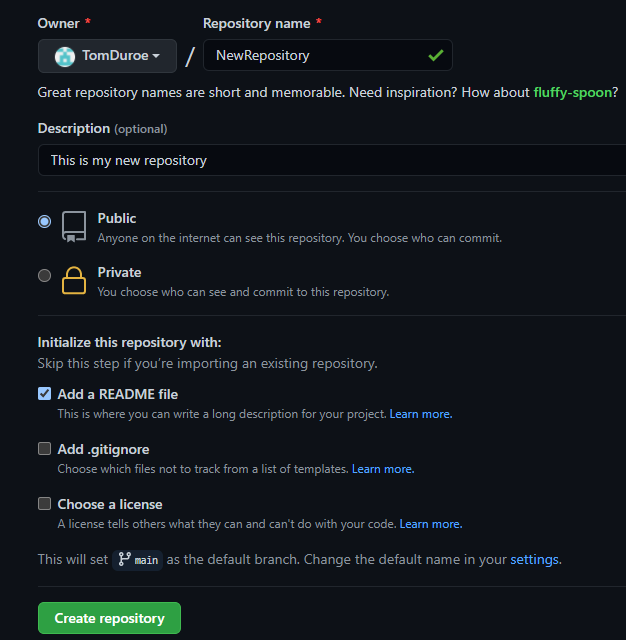 Owner * Repository name *
TomDuroe / NewRepository
Great repository names are short and memorable. Need inspiration? How about fluffy-spoon?
Description (optional)
This is my new repository
Public
Anyone on the internet can see this repository. You choose who can commit.
Private
You choose who can see and commit to this repository.
Initialize this repository with:
Skip this step if you're importing an existing repository.
Add a README file
This is where you can write a long description for your project. Learn more.
Add .gitignore
Choose which files not to track from a list of templates. Learn more.
Choose a license
A license tells others what they can and can't do with your code. Learn more.
This will set main as the default branch. Change the default name in your settings.
Create repository